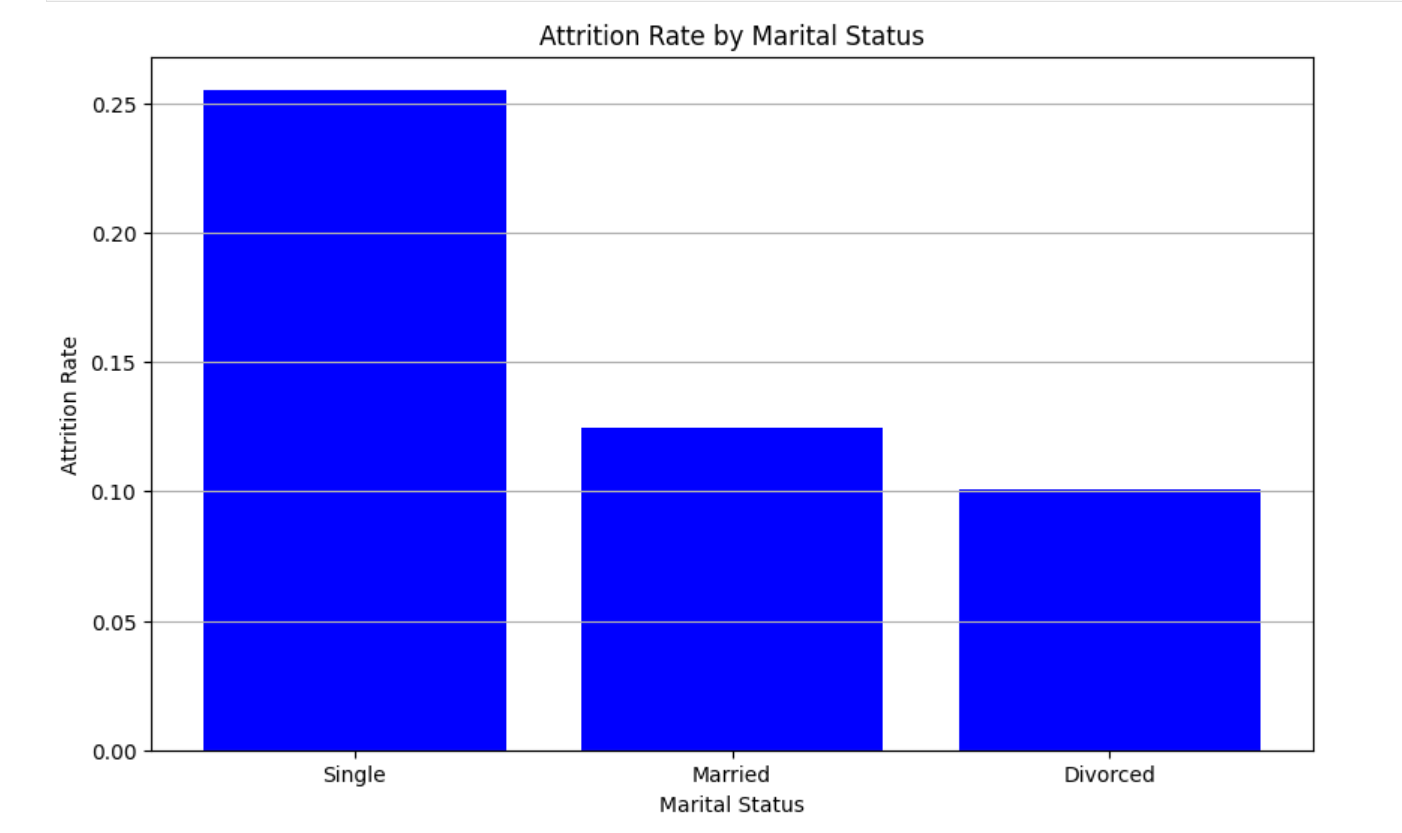 Attrition Rate by Marital Status
0.25
0.20
0.15
0.10
0.05
0.00
Attrition Rate
Single Married Divorced
Marital Status